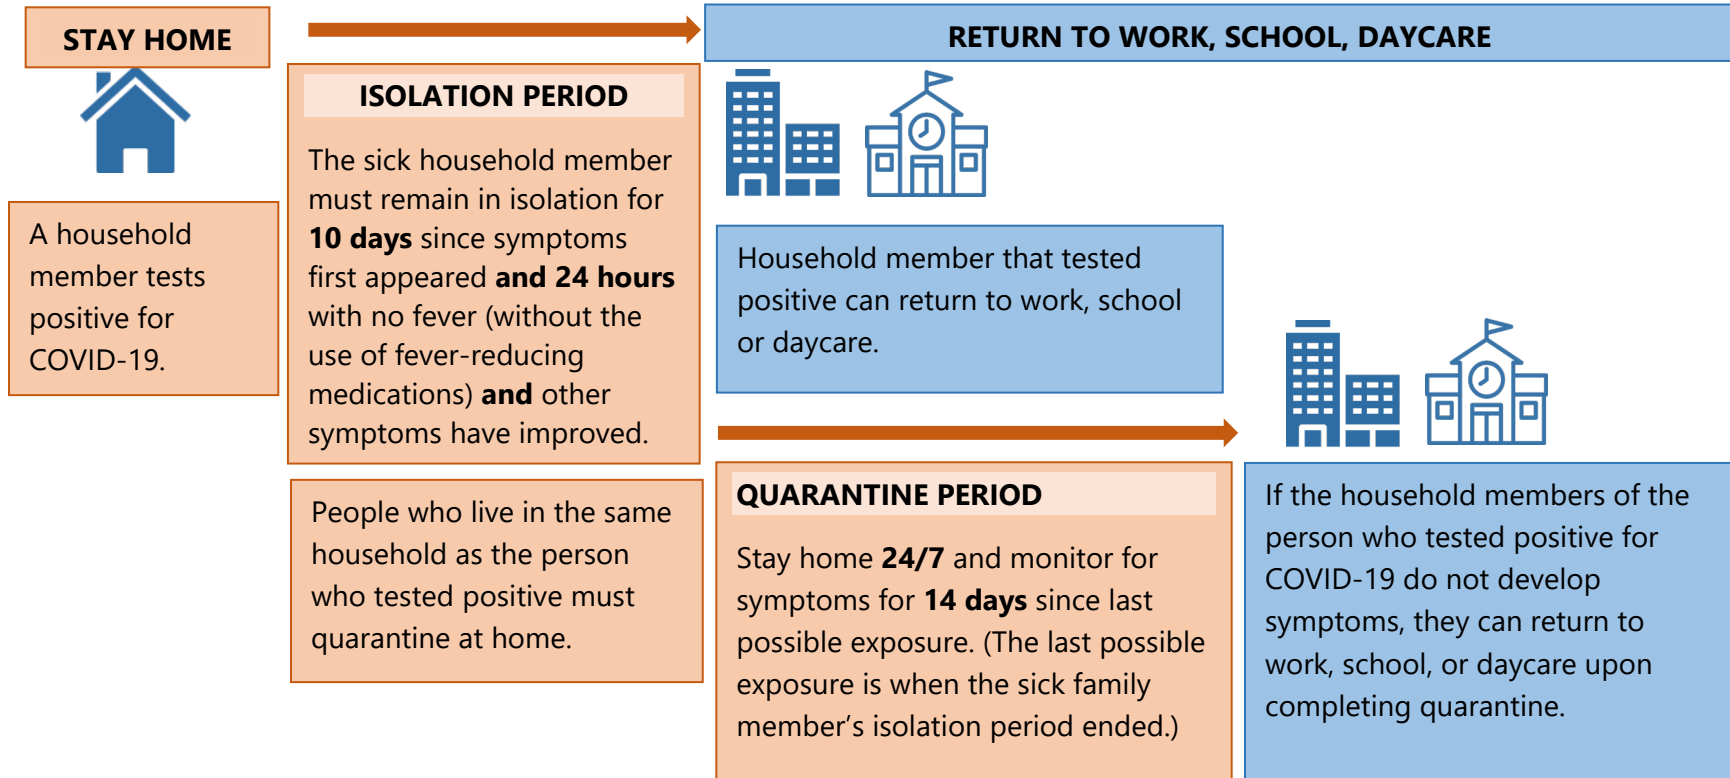 STAY HOME
RETURN TO WORK, SCHOOL, DAYCARE
A household
member tests
positive for
COVID-19.
ISOLATION PERIOD
The sick household member
must remain in isolation for
10 days since symptoms
first appeared and 24 hours
with no fever (without the
use of fever-reducing
medications) and other
symptoms have improved.
People who live in the same
household as the person
who tested positive must
quarantine at home.
Household member that tested
positive can return to work, school
or daycare.
QUARANTINE PERIOD
Stay home 24/7 and monitor for
symptoms for 14 days since last
possible exposure. (The last possible
exposure is when the sick family
member’s isolation period ended.)
If the household members of the
person who tested positive for
COVID-19 do not develop
symptoms, they can return to
work, school, or daycare upon
completing quarantine.